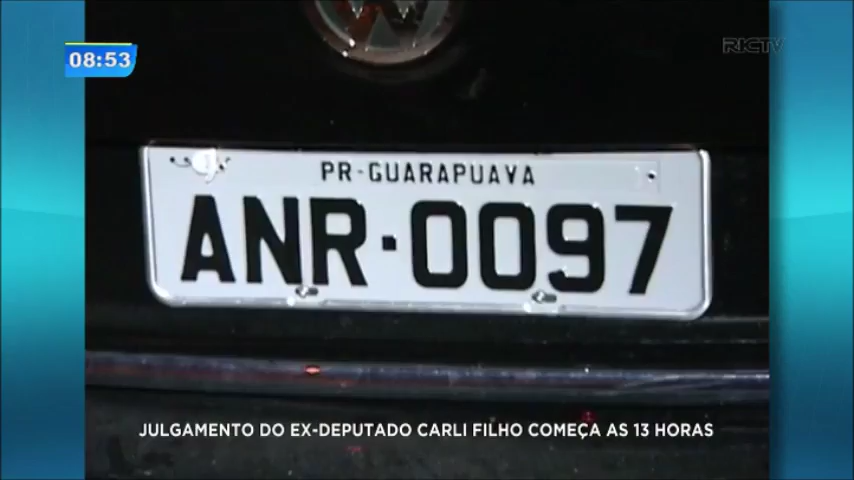 08:53
RICTV
PR-GUARAPUAVA
ANR·0097
JULGAMENTO DO EX-DEPUTADO CARLI FILHO COMEÇA AS 13 HORAS